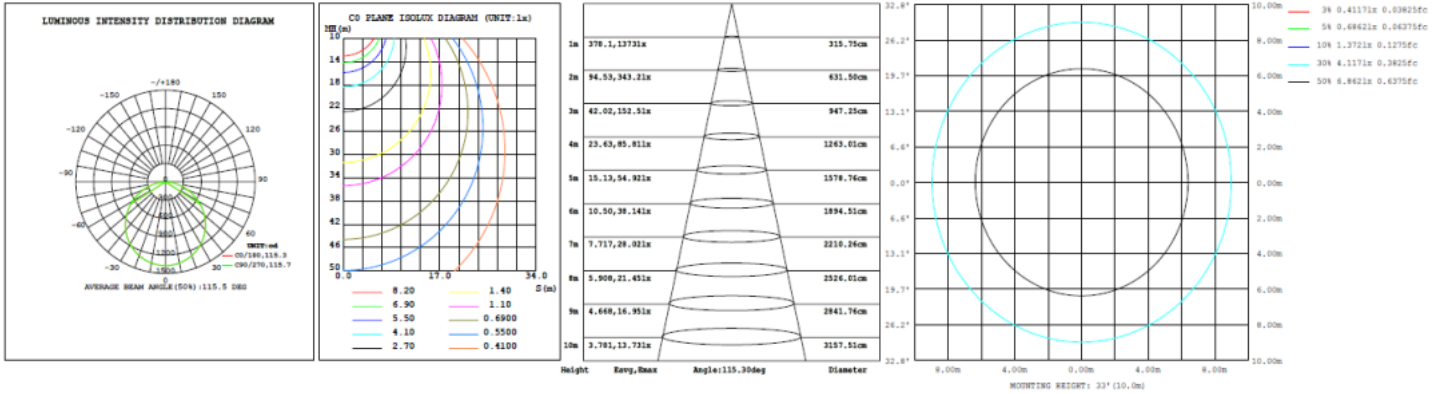 LUMINOUS INTENSITY DISTRIBUTION DIAGRAM
-/+180
-150 150
-120 120
-90 0 90
-60 60
-30 30
0
UNIT:cd
C0/180,115.3
C90/270,115.7
AVERAGE BEAM ANGLE(50%):115.5 DEG
C0 PLANE ISOLUX DIAGRAM (UNIT:lx)
MH(m)
10
14
18
22
26
30
34
38
42
46
50
0.0 17.0 34.0
S(m)
8.20 1.40
6.90 1.10
5.50 0.6900
4.10 0.5500
2.70 0.4100
1m 378.1,1373lx 315.75cm
2m 94.53,343.2lx 631.50cm
3m 42.02,152.5lx 947.25cm
4m 23.63,85.81lx 1263.01cm
5m 15.13,54.92lx 1578.76cm
6m 10.50,38.14lx 1894.51cm
7m 7.717,28.02lx 2210.26cm
8m 5.908,21.45lx 2526.01cm
9m 4.668,16.95lx 2841.76cm
10m 3.781,13.73lx 3157.51cm
Height Eavg,Emax Angle:115.30deg Diameter
32.8° 10.00m
26.2° 8.00m
19.7° 6.00m
13.1° 4.00m
6.6° 2.00m
0.0° 0.00m
6.6° 2.00m
13.1° 4.00m
19.7° 6.00m
26.2° 8.00m
32.8° 10.00m
8.00m 4.00m 0.00m 4.00m 8.00m
MOUNTING HEIGHT: 33'(10.0m)
3% 0.4117lx 0.03825fc
5% 0.6862lx 0.06375fc
10% 1.372lx 0.1275fc
30% 4.117lx 0.3825fc
50% 6.862lx 0.6375fc